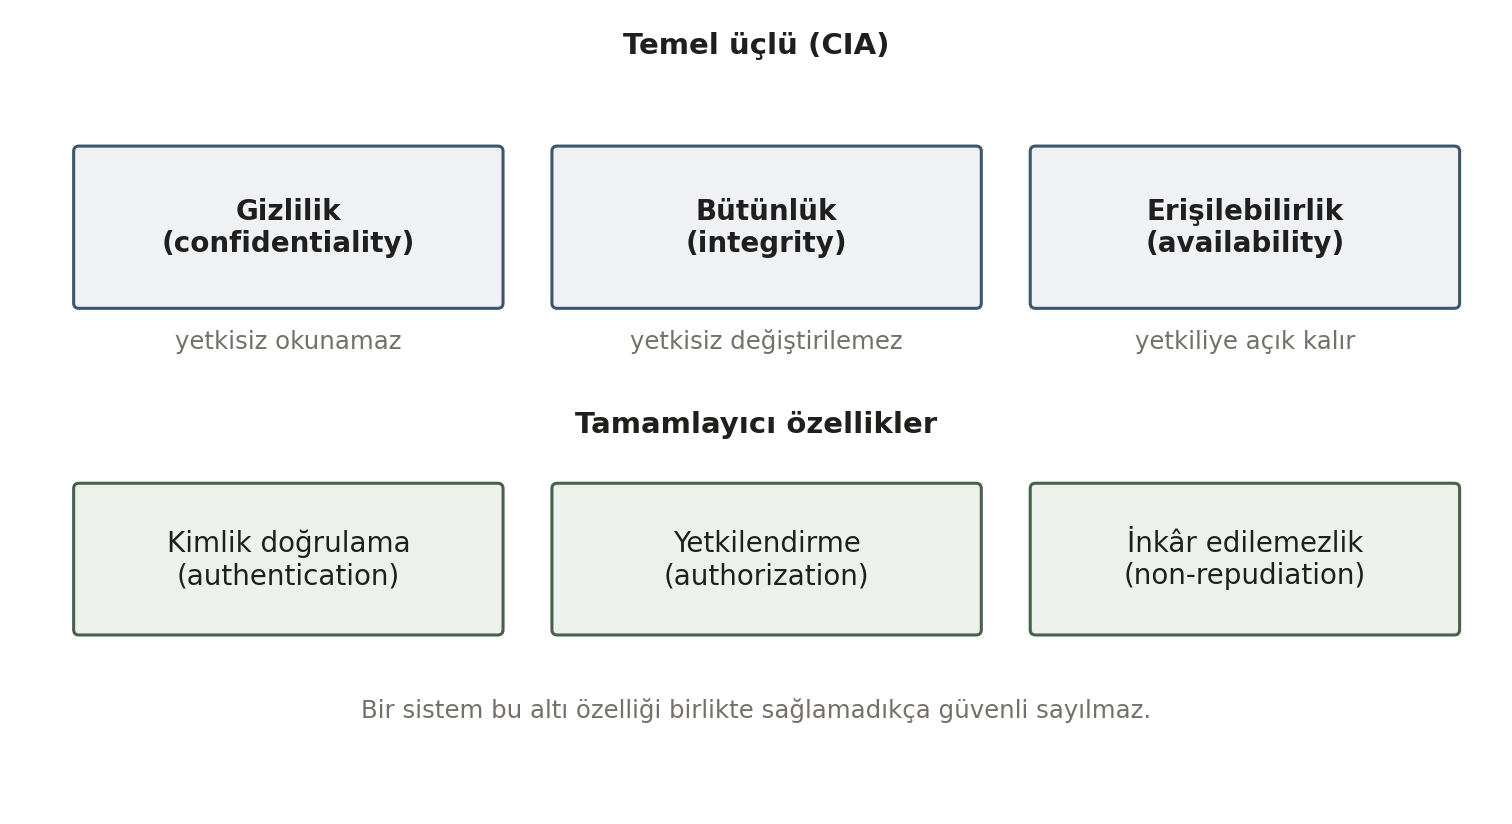 Temel üçlü (CIA)
Gizlilik
(confidentiality)
Bütünlük
(integrity)
Erişilebilirlik
(availability)
yetkisiz okunamaz
yetkisiz değiştirilemez
yetkiliye açık kalır
Tamamlayıcı özellikler
Kimlik doğrulama
(authentication)
Yetkilendirme
(authorization)
İnkâr edilemezlik
(non-repudiation)
Bir sistem bu altı özelliği birlikte sağlamadıkça güvenli sayılmaz.